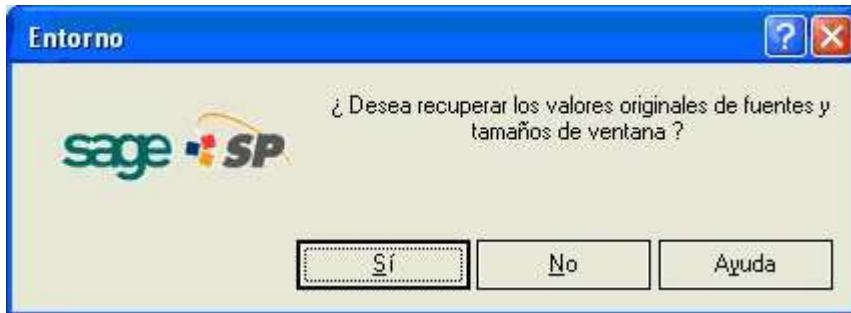 Entorno
sage SP
¿ Desea recuperar los valores originales de fuentes y
tamaños de ventana ?
Sí
No
Ayuda